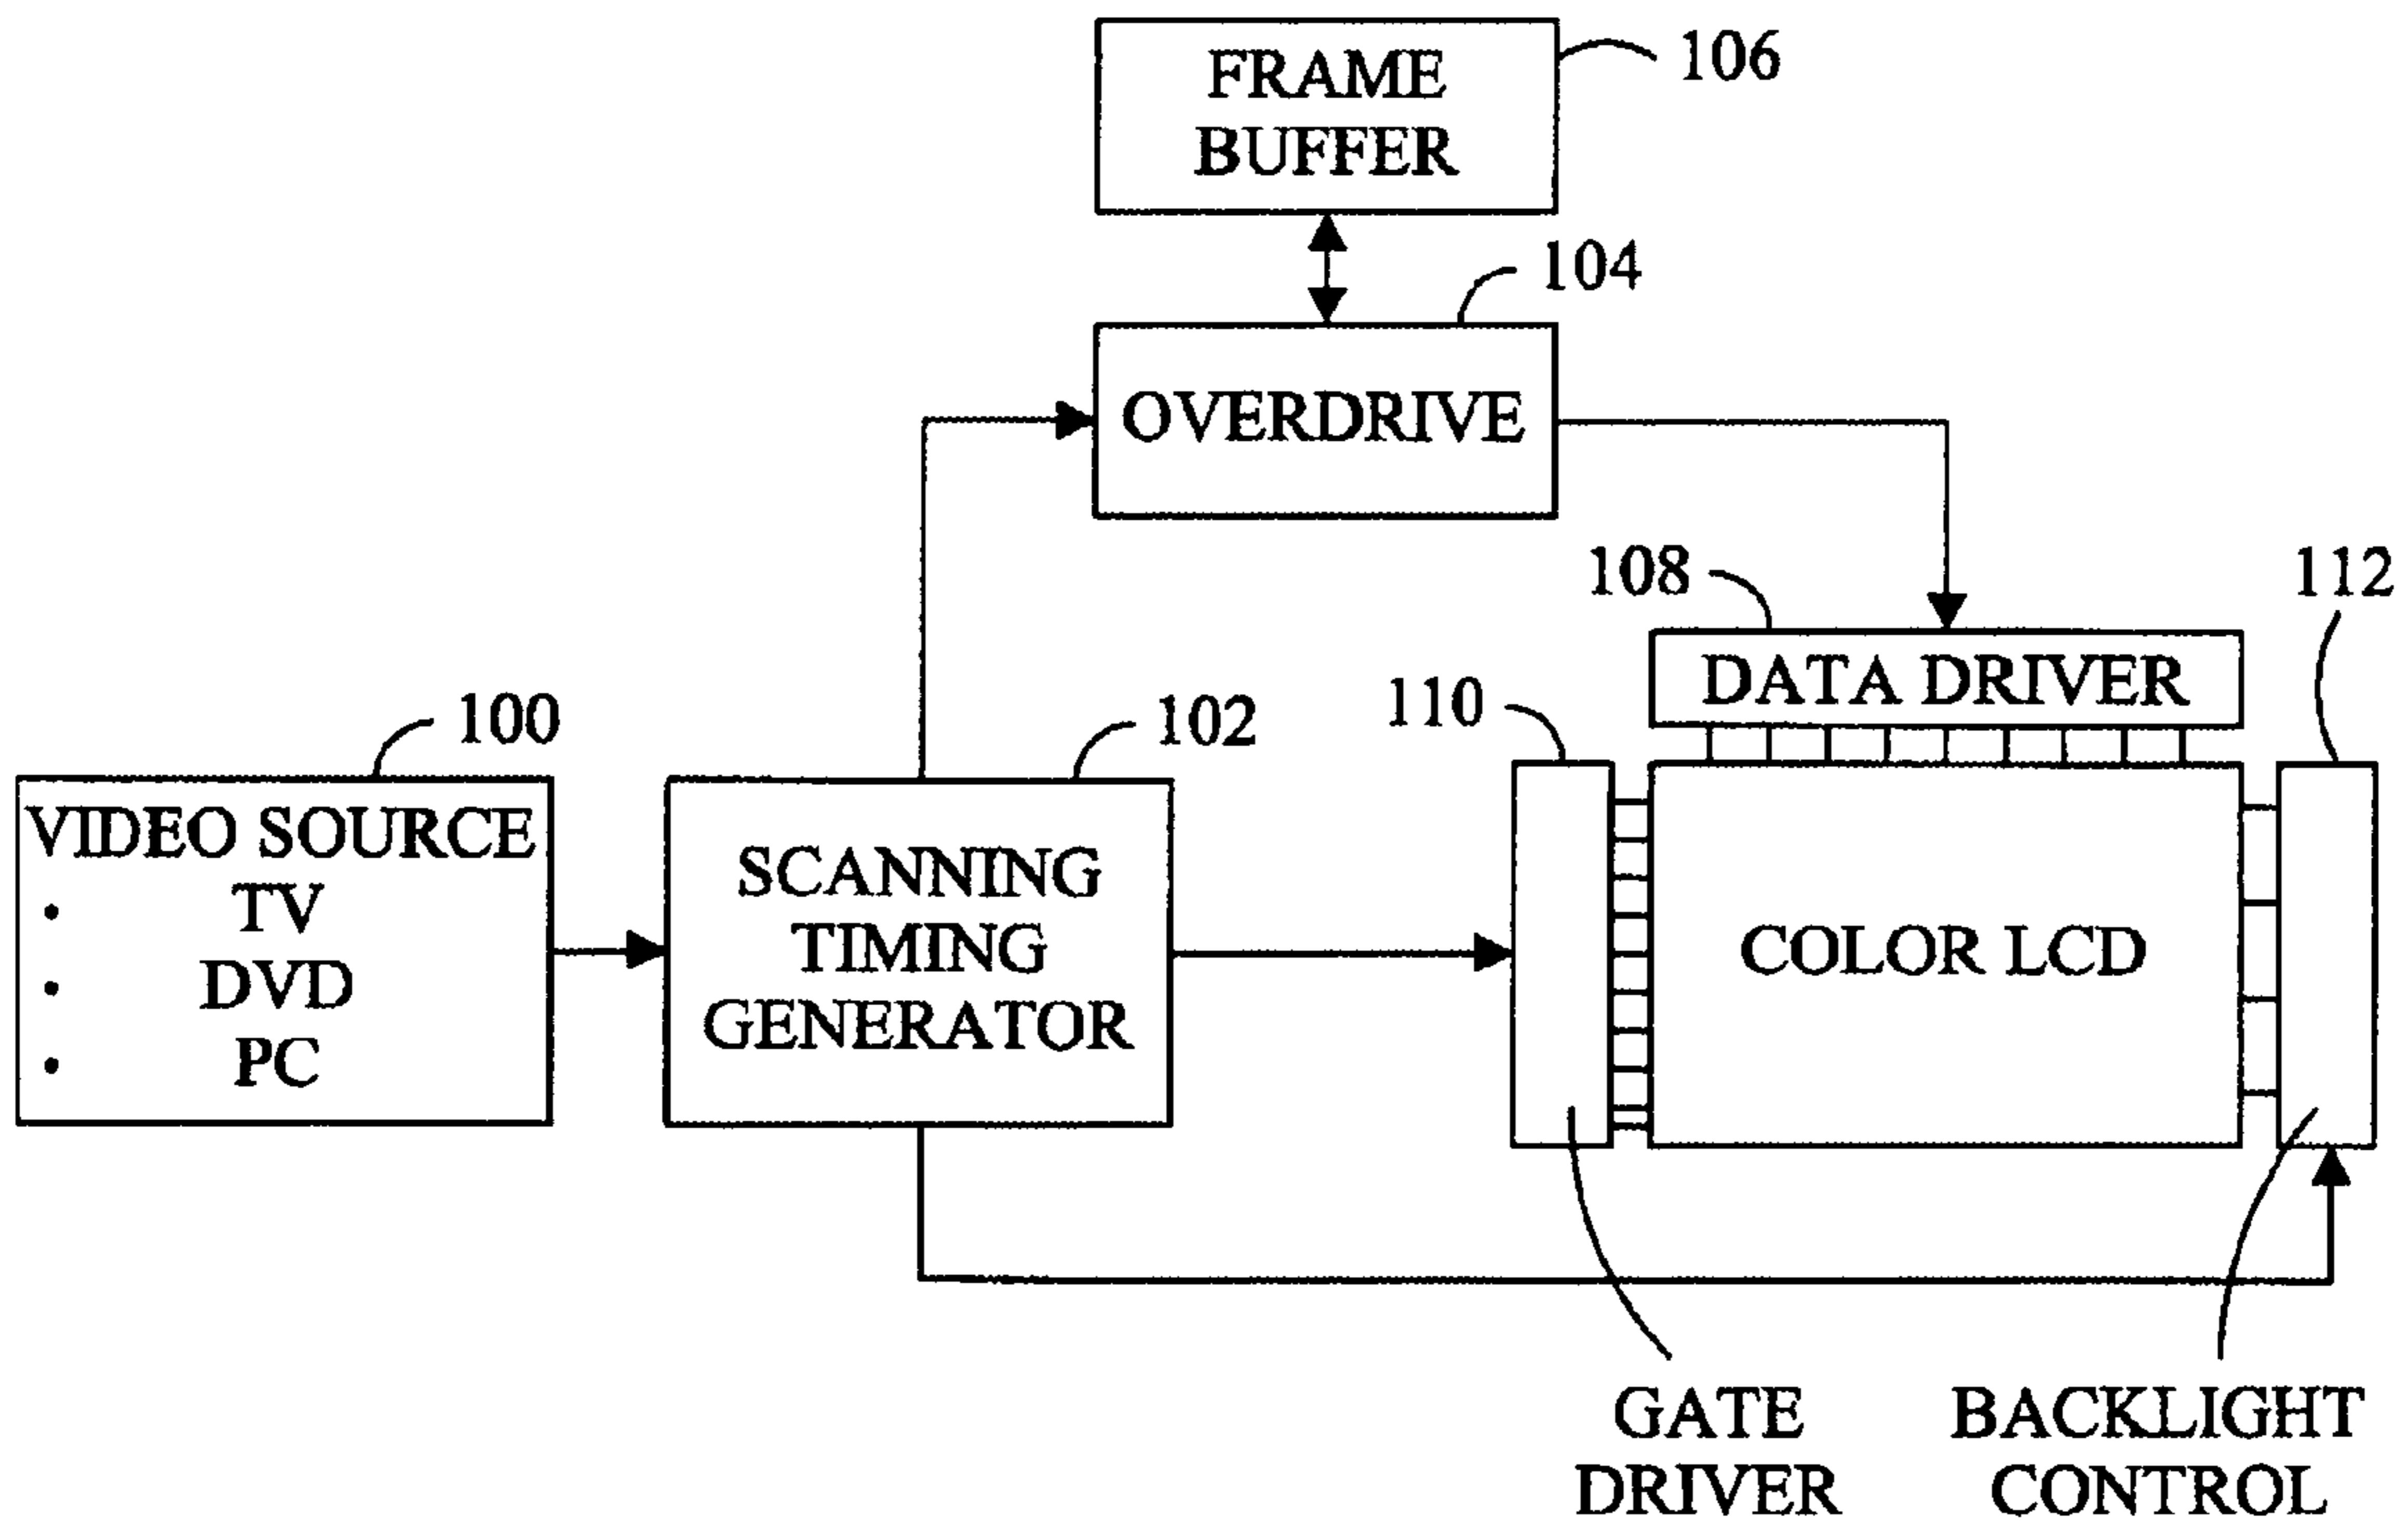 FRAME
BUFFER
106
104
OVERDRIVE
108
112
DATA DRIVER
110
100
102
VIDEO SOURCE
• TV
• DVD
• PC
SCANNING
TIMING
GENERATOR
COLOR LCD
GATE
DRIVER
BACKLIGHT
CONTROL